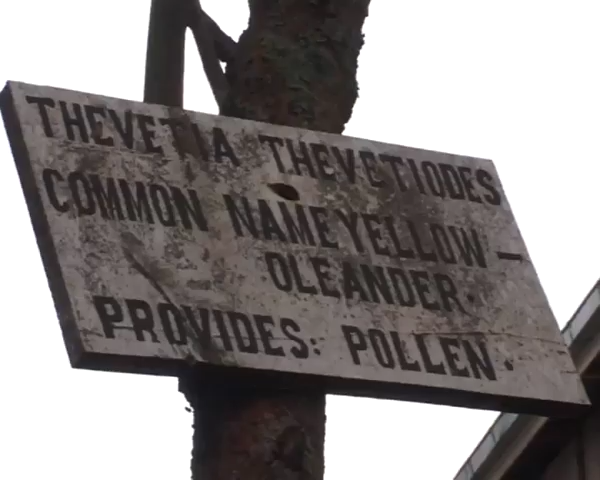 THEVETIA THEVETIODES
COMMON NAME YELLOW -
OLEANDER.
PROVIDES: POLLEN.